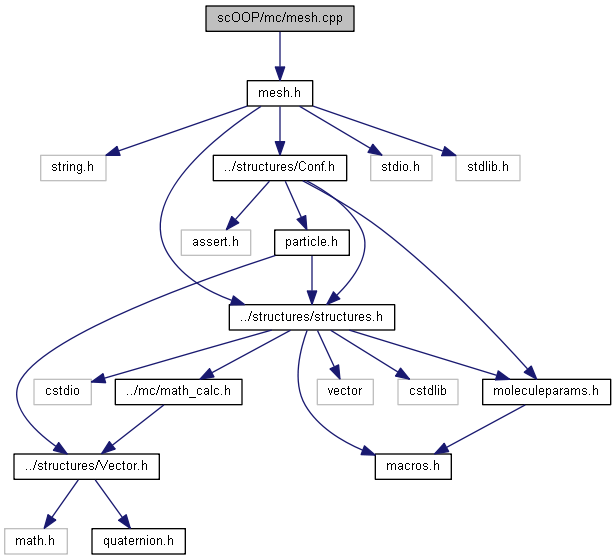 scOOP/mc/mesh.cpp
mesh.h
string.h
../structures/Conf.h
stdio.h
stdlib.h
assert.h
particle.h
../structures/structures.h
cstdio
../mc/math_calc.h
vector
cstdlib
moleculeparams.h
../structures/Vector.h
macros.h
math.h
quaternion.h